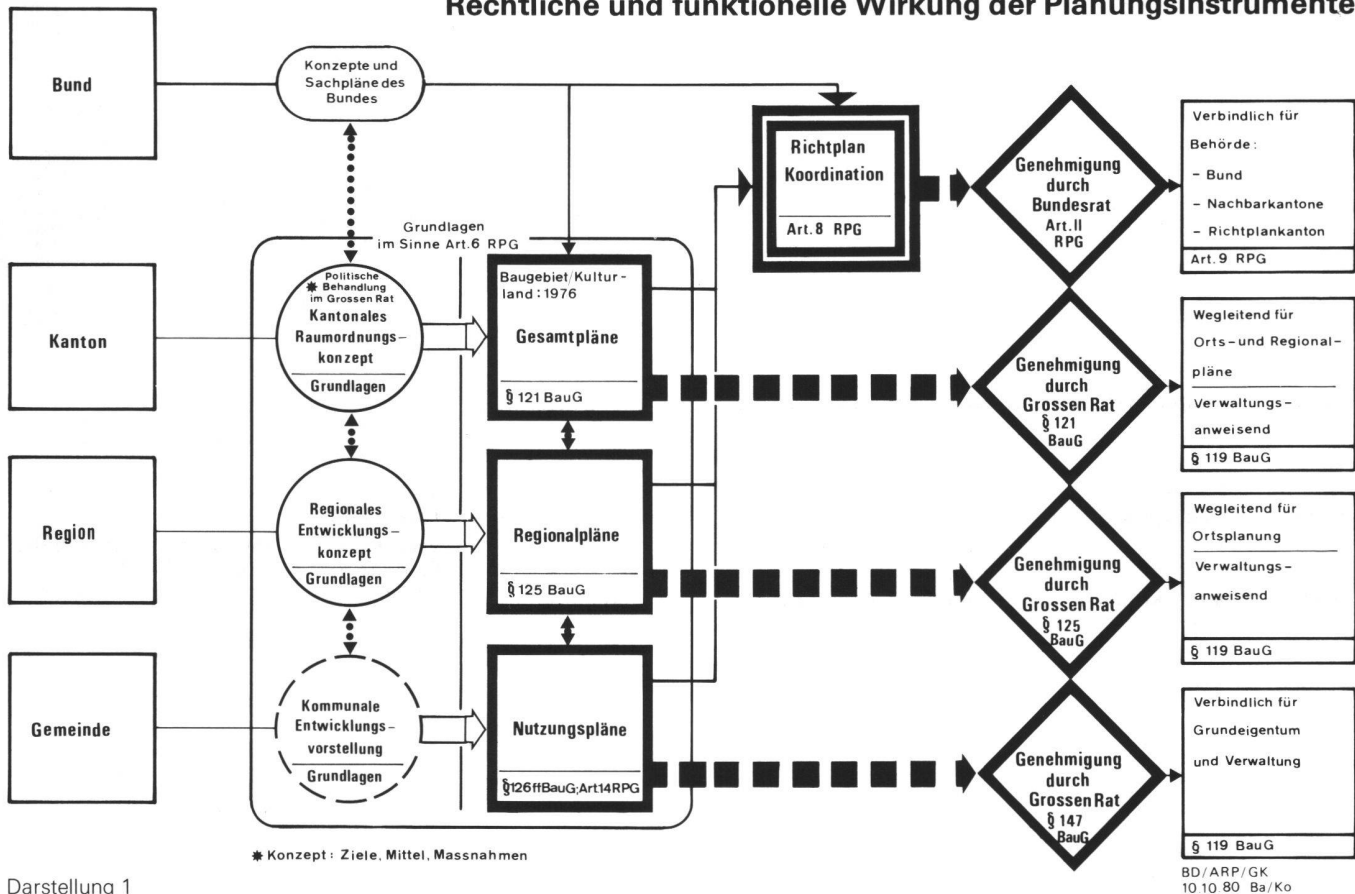 Rechtliche und funktionelle Wirkung der Planungsinstrumente
Bund
Konzepte und
Sachpläne des
Bundes
Richtplan
Koordination
Art. 8 RPG
Genehmigung
durch
Bundesrat
Art. II
RPG
Verbindlich für
Behörde:
- Bund
- Nachbarkantone
- Richtplankanton
Art. 9 RPG
Grundlagen
im Sinne Art. 6 RPG
Kanton
Politische
✱ Behandlung
im Grossen Rat
Kantonales
Raumordnungs-
konzept
Grundlagen
Baugebiet/Kultur-
land: 1976
Gesamtpläne
§ 121 BauG
Genehmigung
durch
Grossen Rat
§ 121
BauG
Wegleitend für
Orts- und Regional-
pläne
Verwaltungs-
anweisend
§ 119 BauG
Region
Regionales
Entwicklungs-
konzept
Grundlagen
Regionalpläne
§ 125 BauG
Genehmigung
durch
Grossen Rat
§ 125
BauG
Wegleitend für
Ortsplanung
Verwaltungs-
anweisend
§ 119 BauG
Gemeinde
Kommunale
Entwicklungs-
vorstellung
Grundlagen
Nutzungspläne
§126ffBauG;Art.14RPG
Genehmigung
durch
Grossen Rat
§ 147
BauG
Verbindlich für
Grundeigentum
und Verwaltung
§ 119 BauG
✱ Konzept: Ziele, Mittel, Massnahmen
Darstellung 1
BD/ARP/GK
10.10.80 Ba/Ko